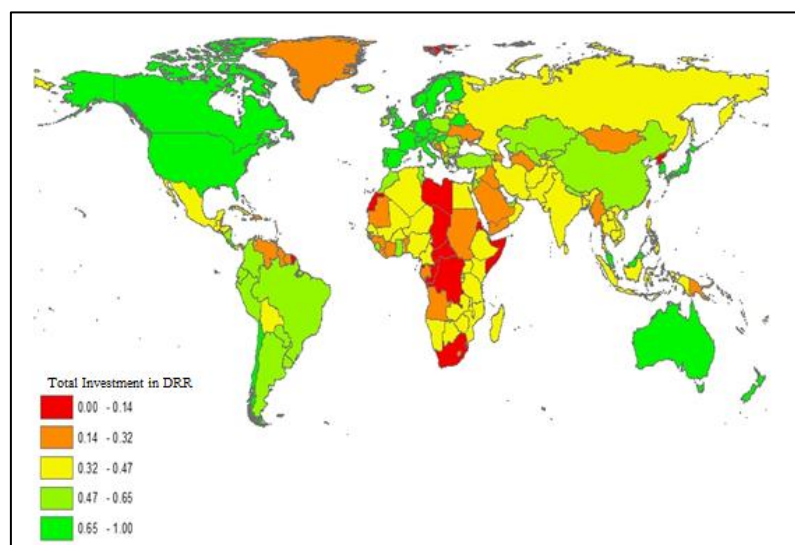 Total Investment in DRR
0.00 - 0.14
0.14 - 0.32
0.32 - 0.47
0.47 - 0.65
0.65 - 1.00